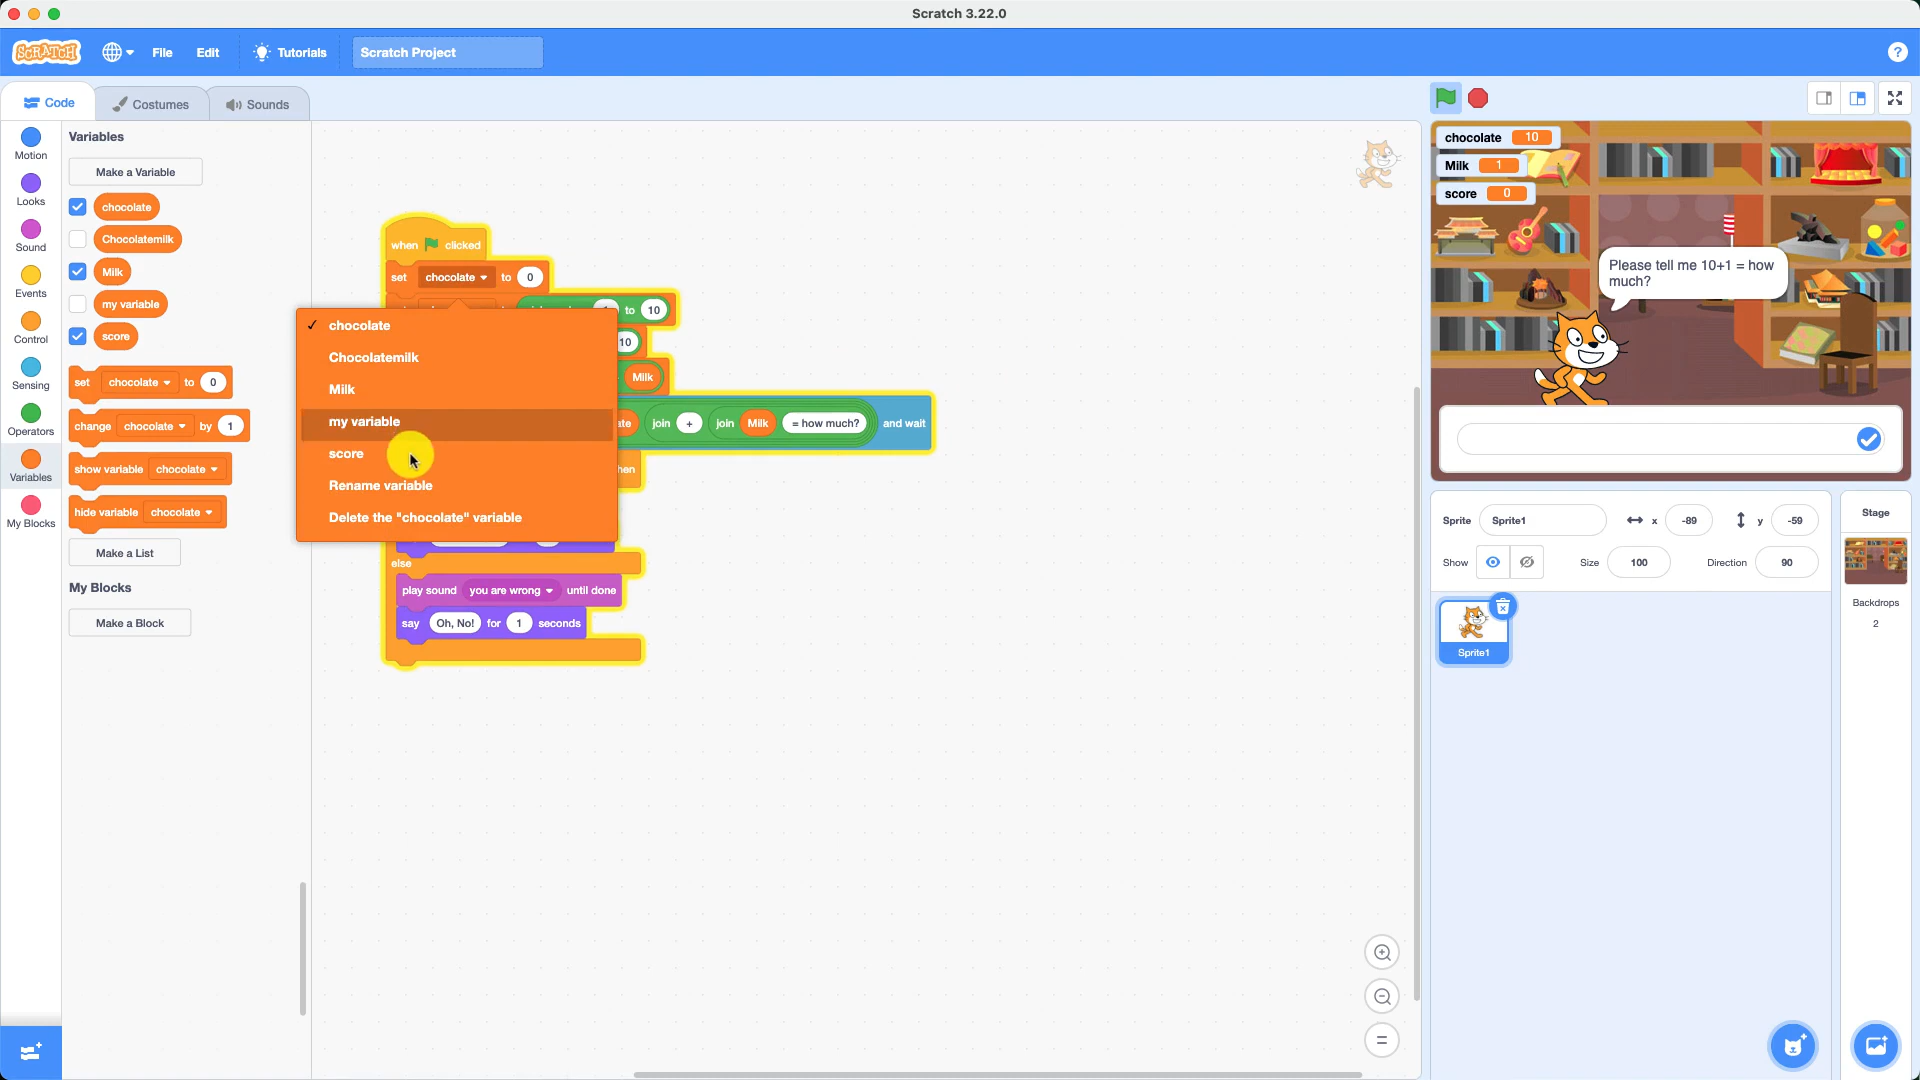 Scratch 3.22.0
SCRATCH File Edit Tutorials Scratch Project ?
Code Costumes Sounds
Motion
Looks
Sound
Events
Control
Sensing
Operators
Variables
My Blocks
Variables
Make a Variable
chocolate
Chocolatemilk
Milk
my variable
score
set chocolate to 0
change chocolate by 1
show variable chocolate
hide variable chocolate
Make a List
My Blocks
Make a Block
when clicked
set chocolate to 0
to 10
10
Milk
join + join Milk = how much? and wait
✓ chocolate
Chocolatemilk
Milk
my variable
score
Rename variable
Delete the "chocolate" variable
else
play sound you are wrong until done
say Oh, No! for 1 seconds
chocolate 10
Milk 1
score 0
Please tell me 10+1 = how
much?
Sprite Sprite1 x -89 y -59
Show Size 100 Direction 90
Sprite1
Stage
Backdrops
2